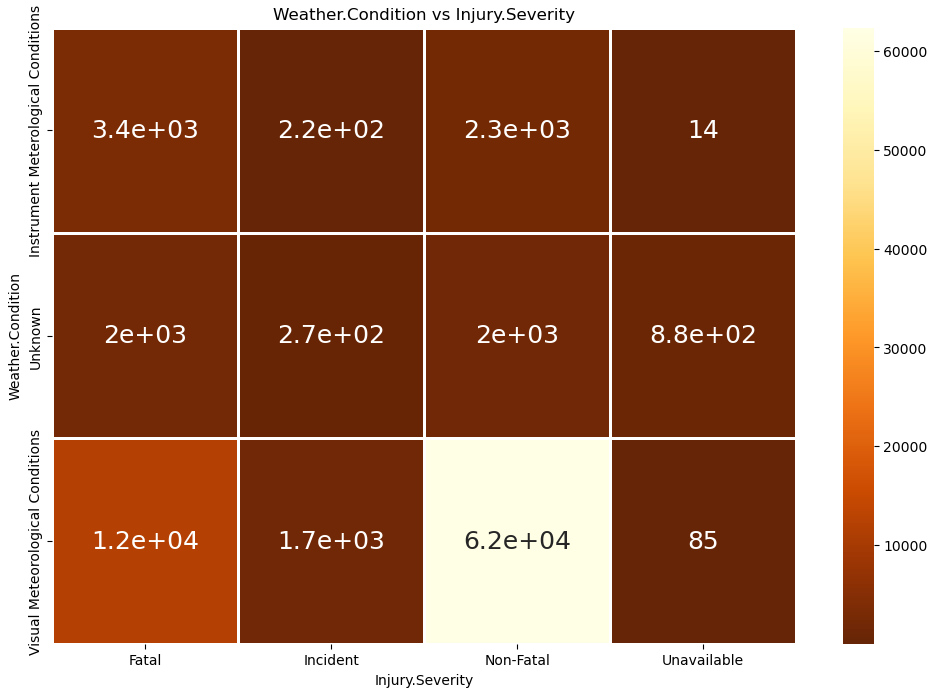 Weather.Condition vs Injury.Severity
Weather.Condition
Instrument Meterological Conditions
3.4e+03 2.2e+02 2.3e+03 14
Unknown
2e+03 2.7e+02 2e+03 8.8e+02
Visual Meteorological Conditions
1.2e+04 1.7e+03 6.2e+04 85
Fatal Incident Non-Fatal Unavailable
Injury.Severity
60000
50000
40000
30000
20000
10000